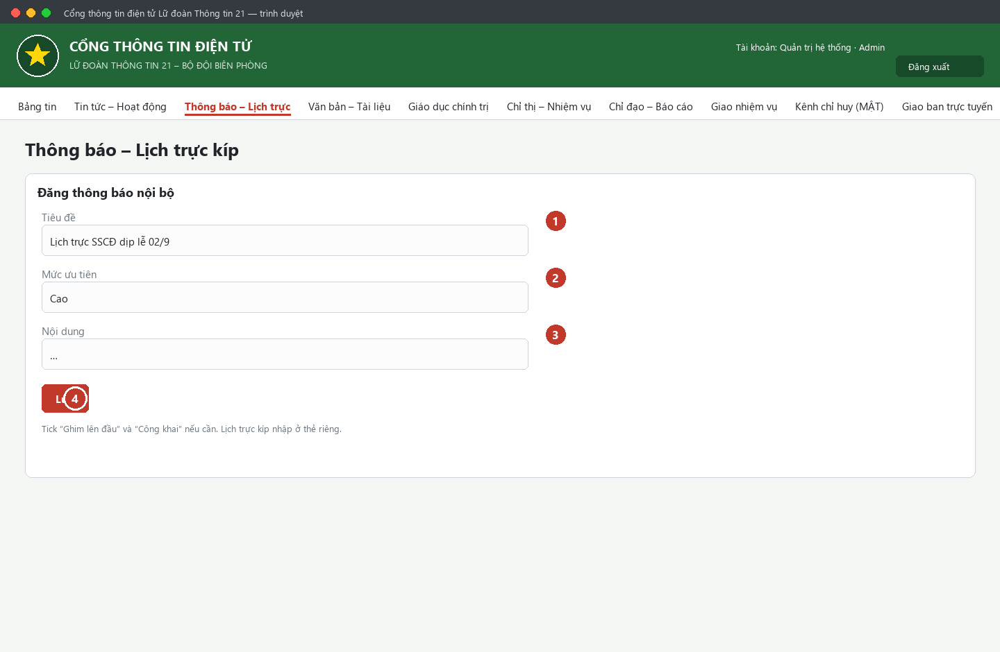 Cổng thông tin điện tử Lữ đoàn Thông tin 21 — trình duyệt
CỔNG THÔNG TIN ĐIỆN TỬ
LỮ ĐOÀN THÔNG TIN 21 – BỘ ĐỘI BIÊN PHÒNG
Tài khoản: Quản trị hệ thống · Admin
Đăng xuất
Bảng tin Tin tức – Hoạt động Thông báo – Lịch trực Văn bản – Tài liệu Giáo dục chính trị Chỉ thị – Nhiệm vụ Chỉ đạo – Báo cáo Giao nhiệm vụ Kênh chỉ huy (MẬT) Giao ban trực tuyến
Thông báo – Lịch trực kíp
Đăng thông báo nội bộ
Tiêu đề
1
Lịch trực SSCĐ dịp lễ 02/9
Mức ưu tiên
2
Cao
Nội dung
3
...
4
Tick “Ghim lên đầu” và “Công khai” nếu cần. Lịch trực kíp nhập ở thẻ riêng.